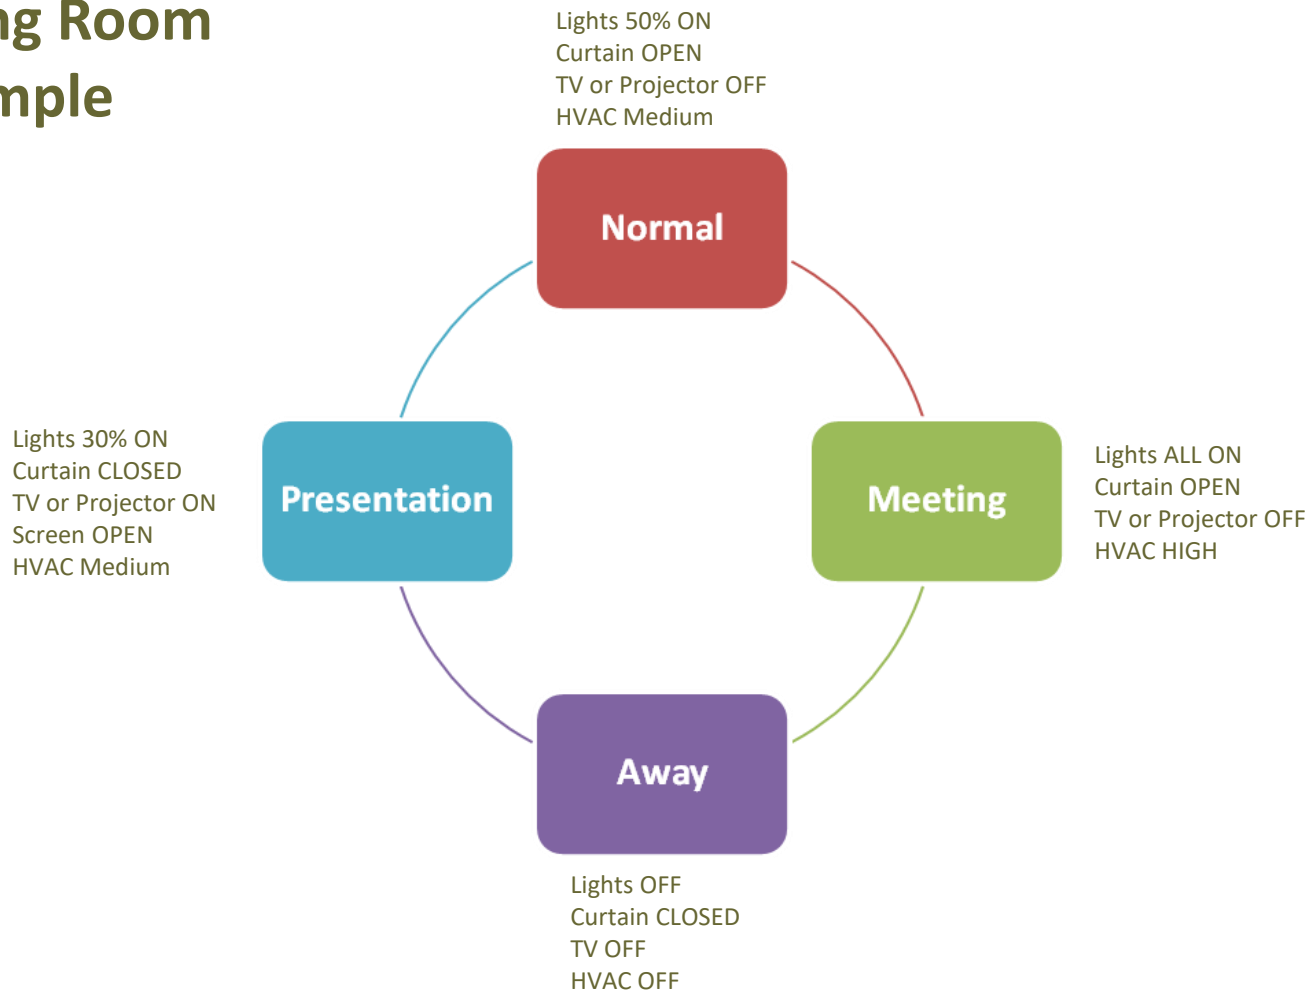 ng Room
mple
Lights 50% ON
Curtain OPEN
TV or Projector OFF
HVAC Medium
Normal
Lights 30% ON
Curtain CLOSED
TV or Projector ON
Screen OPEN
HVAC Medium
Presentation
Meeting
Lights ALL ON
Curtain OPEN
TV or Projector OFF
HVAC HIGH
Away
Lights OFF
Curtain CLOSED
TV OFF
HVAC OFF